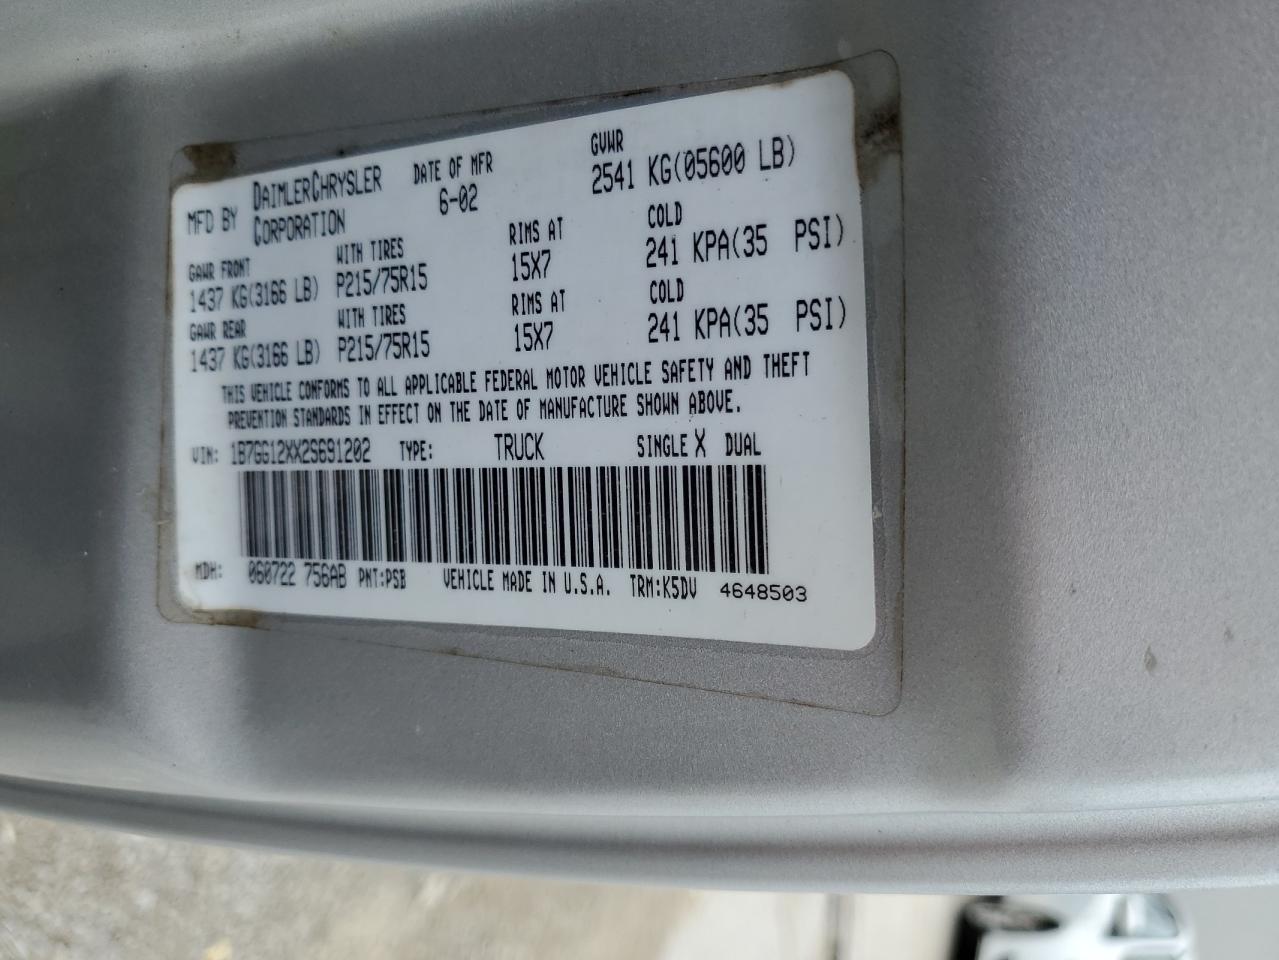 MFD BY DAIMLERCHRYSLER CORPORATION DATE OF MFR 6-02 GVWR 2541 KG(05600 LB)
GAWR FRONT WITH TIRES RIMS AT COLD
1437 KG(3166 LB) P215/75R15 15X7 241 KPA(35 PSI)
GAWR REAR WITH TIRES RIMS AT COLD
1437 KG(3166 LB) P215/75R15 15X7 241 KPA(35 PSI)
THIS VEHICLE CONFORMS TO ALL APPLICABLE FEDERAL MOTOR VEHICLE SAFETY AND THEFT
PREVENTION STANDARDS IN EFFECT ON THE DATE OF MANUFACTURE SHOWN ABOVE.
VIN: 1B7GG12XX2S691202 TYPE: TRUCK SINGLE X DUAL
MDH: 060722 756AB PNT:PSB VEHICLE MADE IN U.S.A. TRM:K5DV 4648503